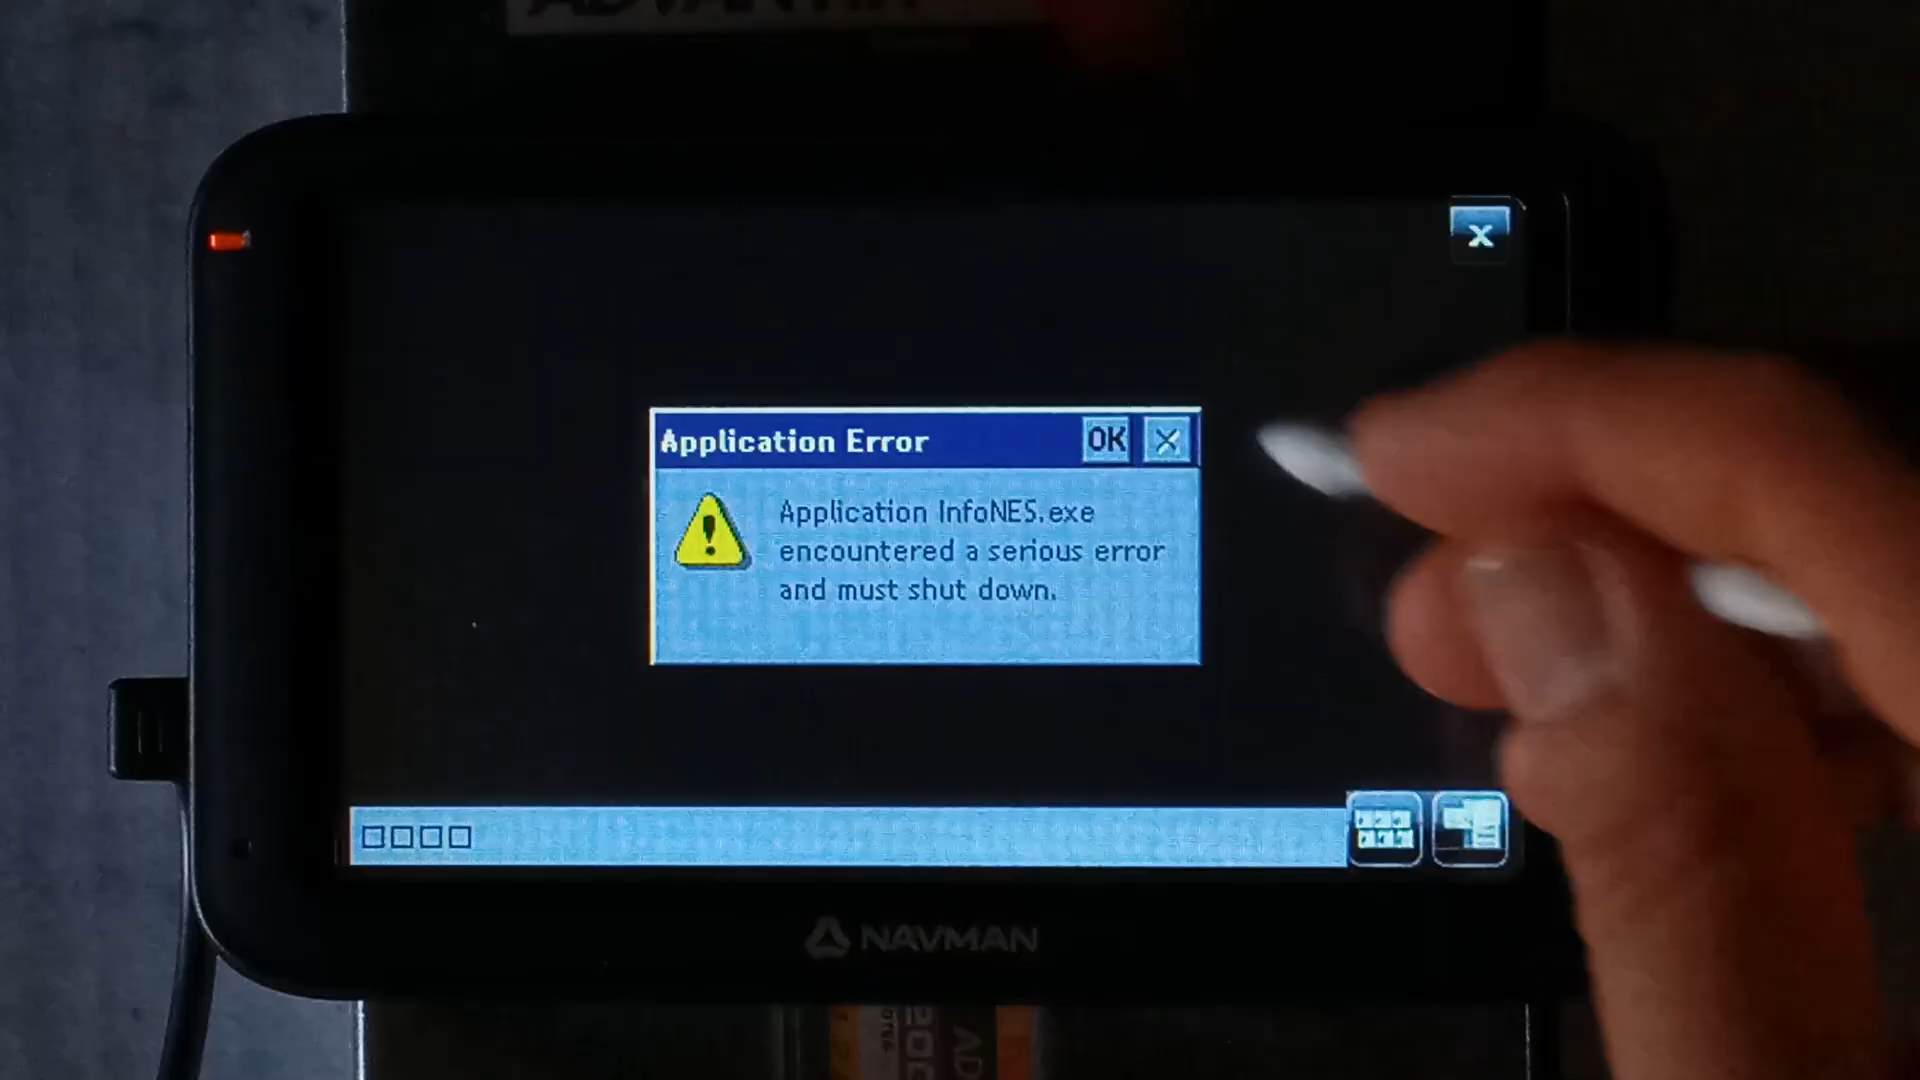 Application Error OK X
Application InfoNES.exe
encountered a serious error
and must shut down.
NAVMAN